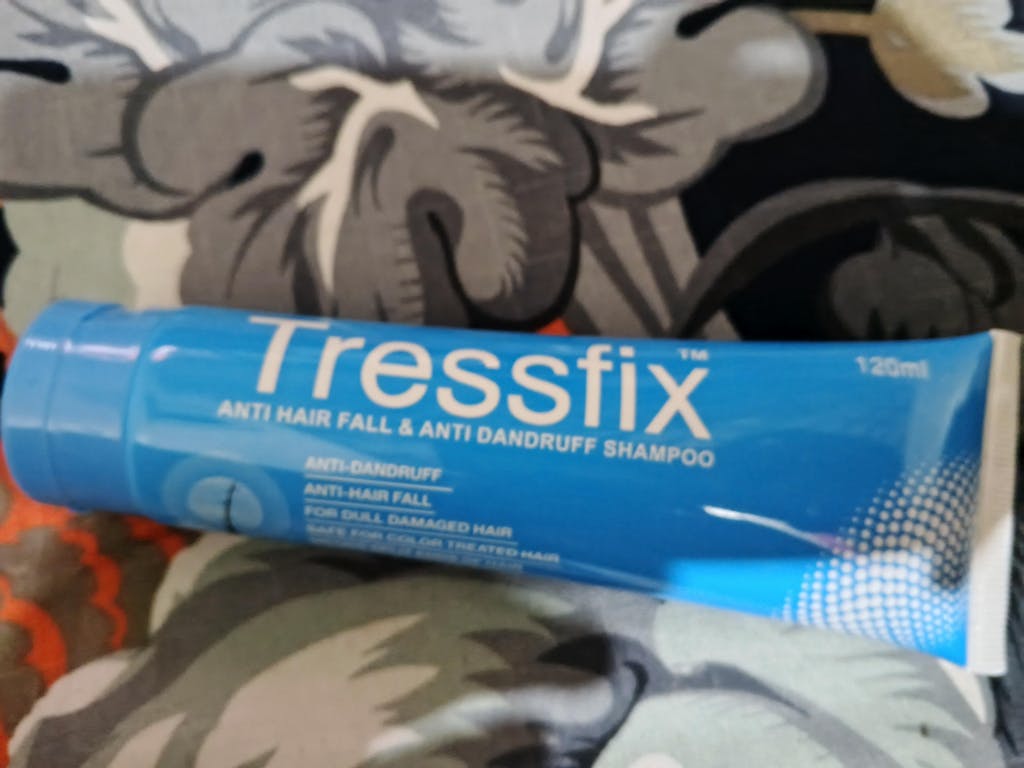 Tressfix™
120ml
ANTI HAIR FALL & ANTI DANDRUFF SHAMPOO
ANTI-DANDRUFF
ANTI-HAIR FALL
FOR DULL DAMAGED HAIR
SAFE FOR COLOR TREATED HAIR